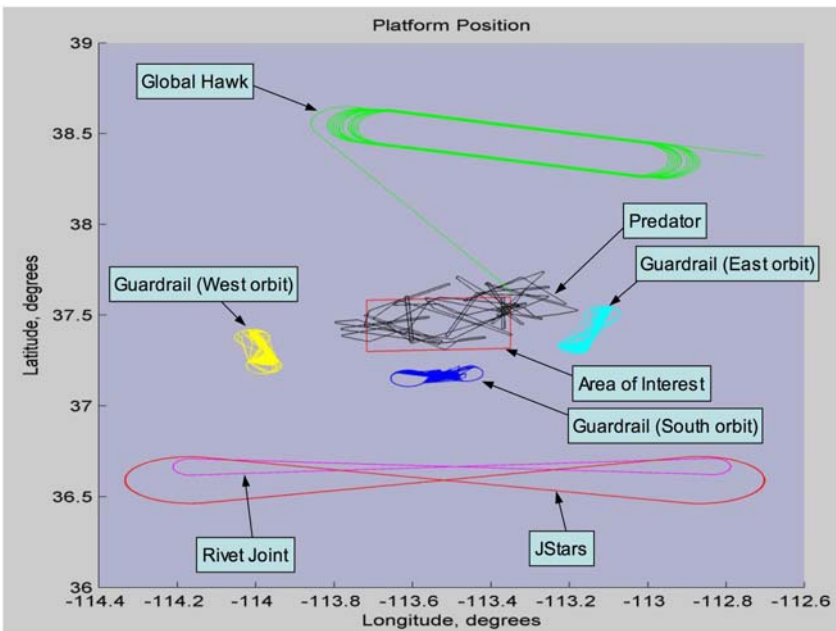 Platform Position
39
38.5
38
37.5
37
36.5
36
Latitude, degrees
Global Hawk
Predator
Guardrail (East orbit)
Guardrail (West orbit)
Area of Interest
Guardrail (South orbit)
Rivet Joint
JStars
-114.4 -114.2 -114 -113.8 -113.6 -113.4 -113.2 -113 -112.8 -112.6
Longitude, degrees